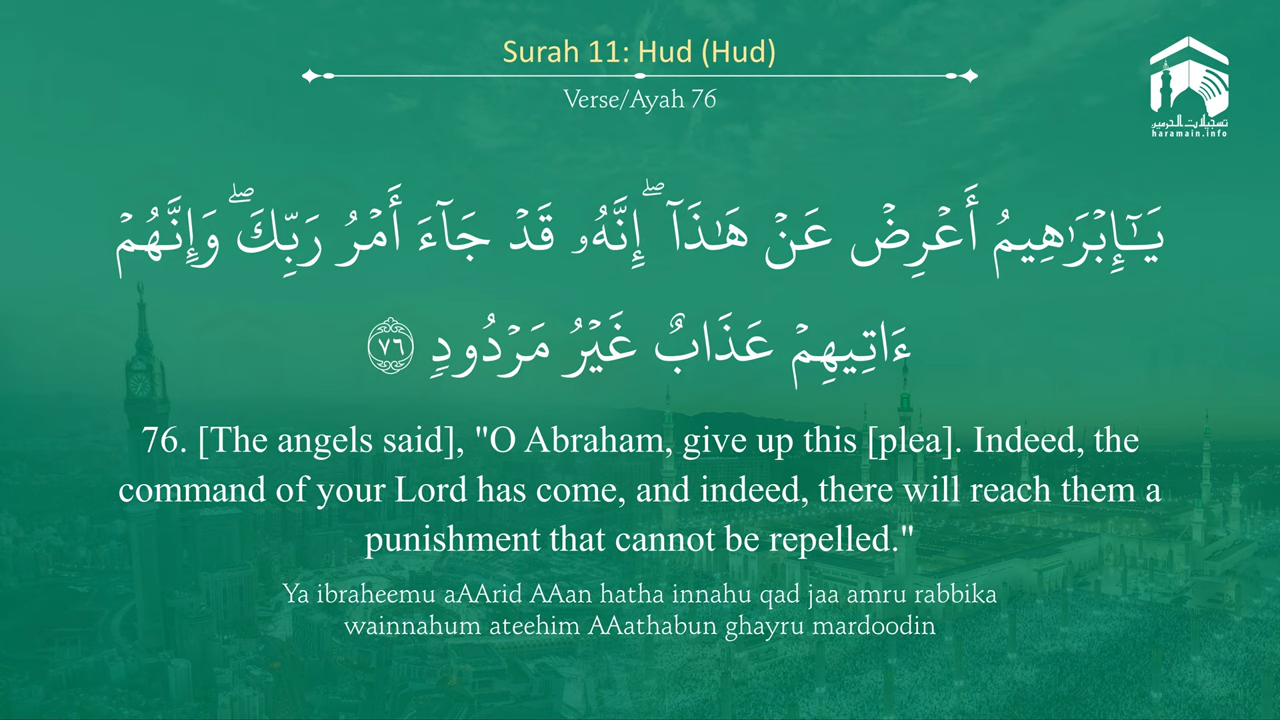 Surah 11: Hud (Hud)
Verse/Ayah 76
تسجيلات الحرمين
haramain.info
يَـٰٓإِبْرَٰهِيمُ أَعْرِضْ عَنْ هَـٰذَآ ۖ إِنَّهُۥ قَدْ جَآءَ أَمْرُ رَبِّكَ ۖ وَإِنَّهُمْ
ءَاتِيهِمْ عَذَابٌ غَيْرُ مَرْدُودٍ ٧٦
76. [The angels said], "O Abraham, give up this [plea]. Indeed, the
command of your Lord has come, and indeed, there will reach them a
punishment that cannot be repelled."
Ya ibraheemu aAArid AAan hatha innahu qad jaa amru rabbika
wainnahum ateehim AAathabun ghayru mardoodin